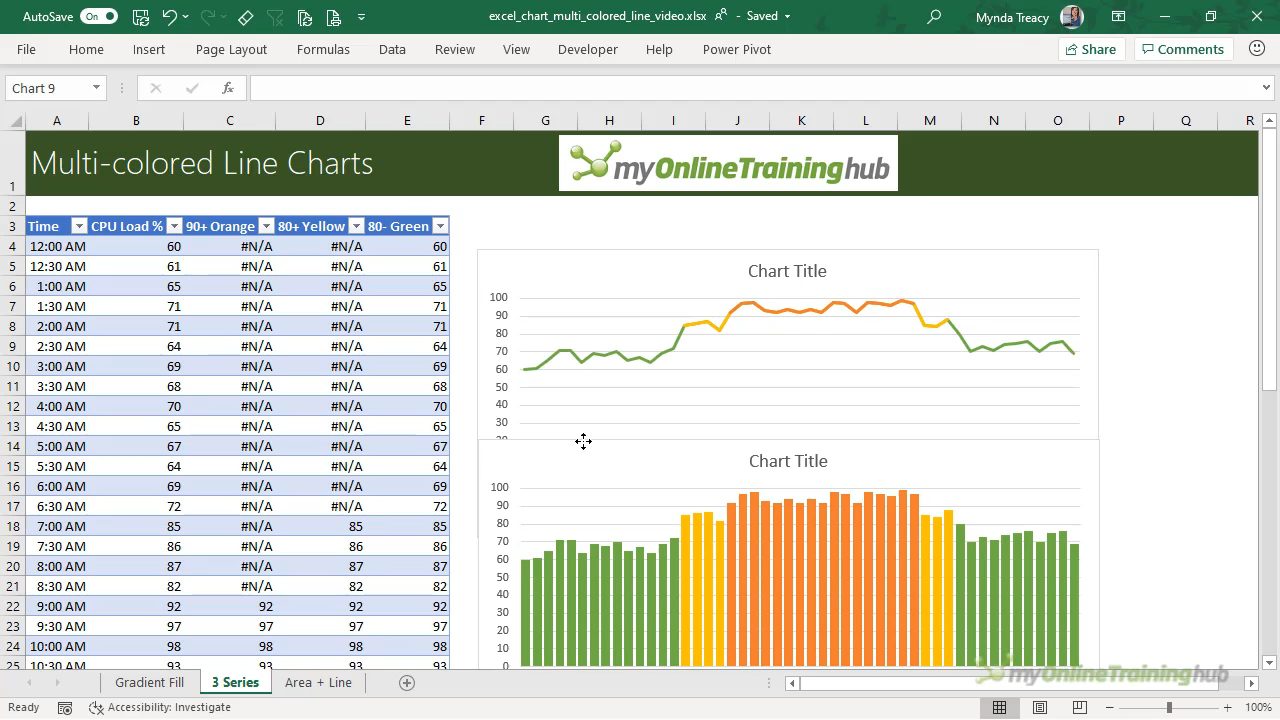 AutoSave On
excel_chart_multi_colored_line_video.xlsx - Saved
Mynda Treacy
File Home Insert Page Layout Formulas Data Review View Developer Help Power Pivot
Share Comments
Chart 9 fx
A B C D E F G H I J K L M N O P Q R
1 Multi-colored Line Charts
myOnlineTraininghub
2
3 Time CPU Load % 90+ Orange 80+ Yellow 80- Green
4 12:00 AM 60 #N/A #N/A 60
5 12:30 AM 61 #N/A #N/A 61
6 1:00 AM 65 #N/A #N/A 65
7 1:30 AM 71 #N/A #N/A 71
8 2:00 AM 71 #N/A #N/A 71
9 2:30 AM 64 #N/A #N/A 64
10 3:00 AM 69 #N/A #N/A 69
11 3:30 AM 68 #N/A #N/A 68
12 4:00 AM 70 #N/A #N/A 70
13 4:30 AM 65 #N/A #N/A 65
14 5:00 AM 67 #N/A #N/A 67
15 5:30 AM 64 #N/A #N/A 64
16 6:00 AM 69 #N/A #N/A 69
17 6:30 AM 72 #N/A #N/A 72
18 7:00 AM 85 #N/A 85 85
19 7:30 AM 86 #N/A 86 86
20 8:00 AM 87 #N/A 87 87
21 8:30 AM 82 #N/A 82 82
22 9:00 AM 92 92 92 92
23 9:30 AM 97 97 97 97
24 10:00 AM 98 98 98 98
25 10:30 AM 93 93 93 93
Chart Title
100
90
80
70
60
50
40
30
20
Chart Title
100
90
80
70
60
50
40
30
20
10
0
myOnlineTraininghub
Gradient Fill 3 Series Area + Line
Ready Accessibility: Investigate 100%